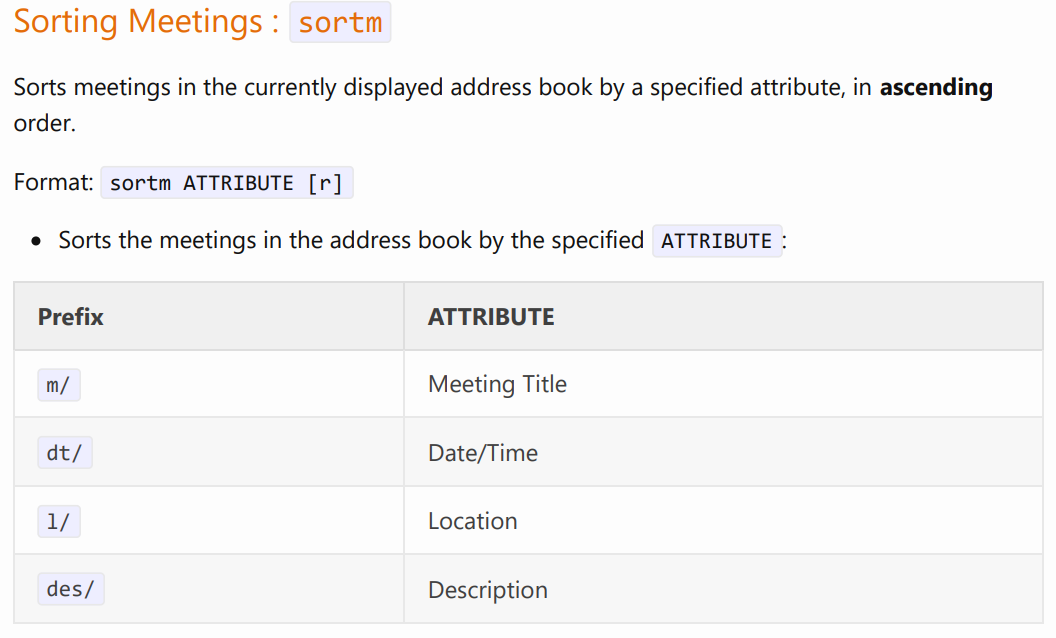 Sorting Meetings : sortm
Sorts meetings in the currently displayed address book by a specified attribute, in ascending
order.
Format: sortm ATTRIBUTE [r]
• Sorts the meetings in the address book by the specified ATTRIBUTE :
Prefix ATTRIBUTE
m/ Meeting Title
dt/ Date/Time
l/ Location
des/ Description